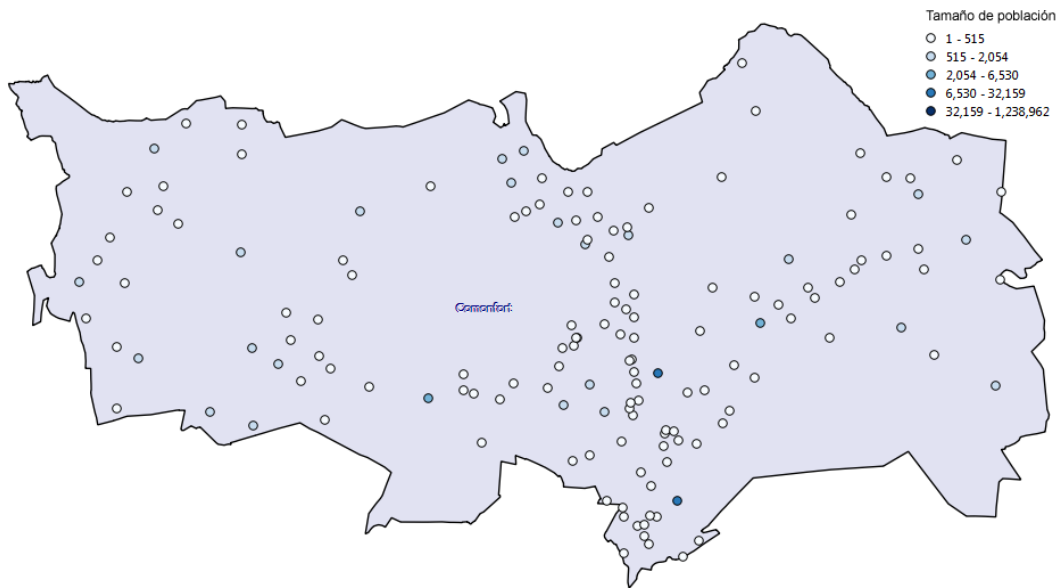 Tamaño de población
1 - 515
515 - 2,054
2,054 - 6,530
6,530 - 32,159
32,159 - 1,238,962
Comonfort